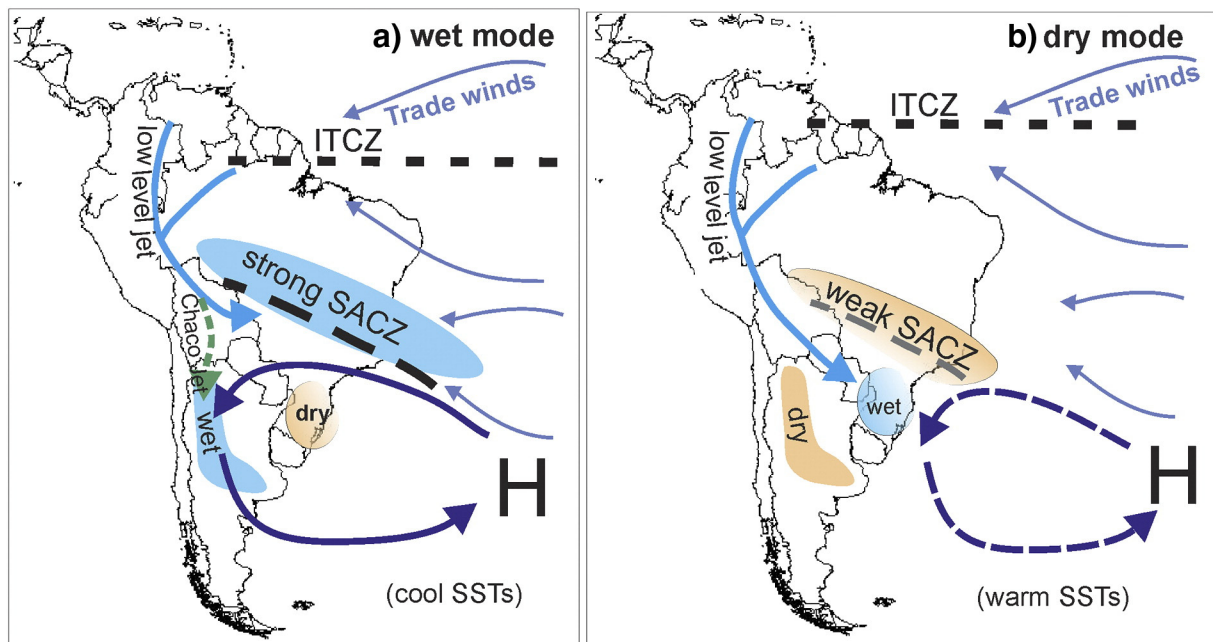 a) wet mode
Trade winds
ITCZ
low level jet
strong SACZ
Chaco Jet
wet
dry
H
(cool SSTs)
b) dry mode
Trade winds
ITCZ
low level jet
weak SACZ
dry
wet
H
(warm SSTs)